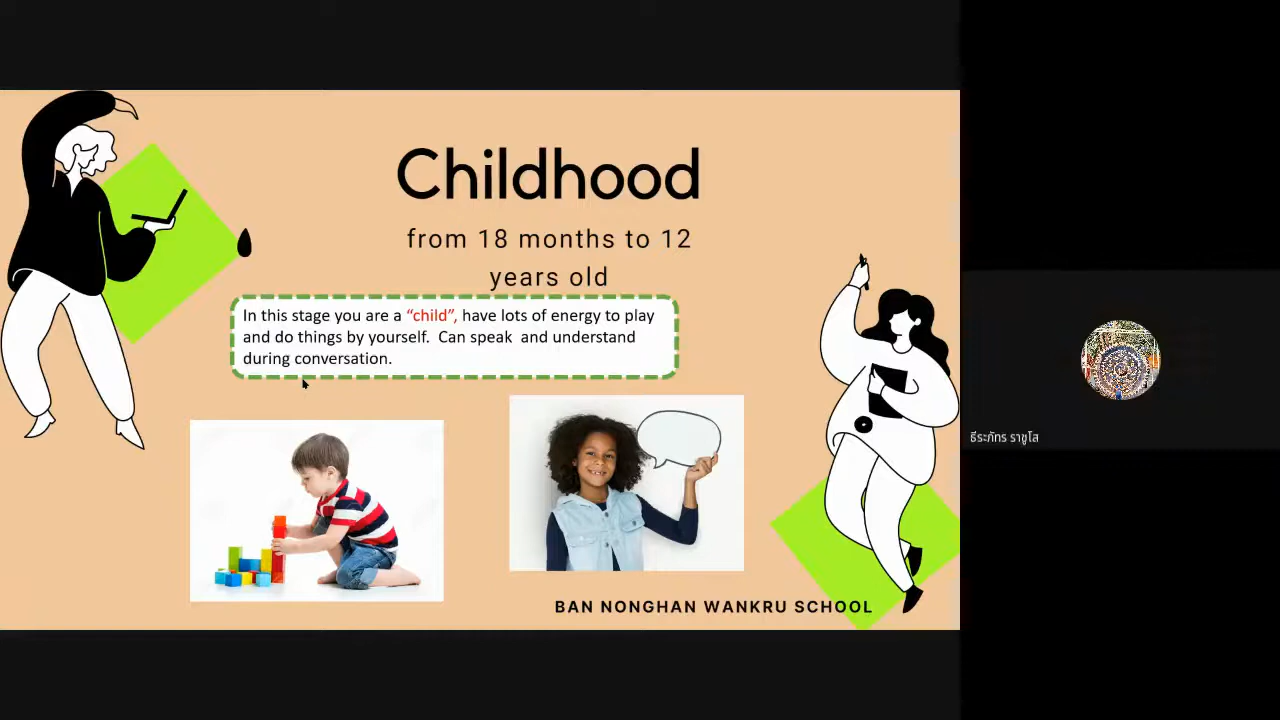 Childhood
from 18 months to 12
years old
In this stage you are a “child”, have lots of energy to play
and do things by yourself.  Can speak  and understand
during conversation.
BAN NONGHAN WANKRU SCHOOL
ธีระภัทร ราชูโส